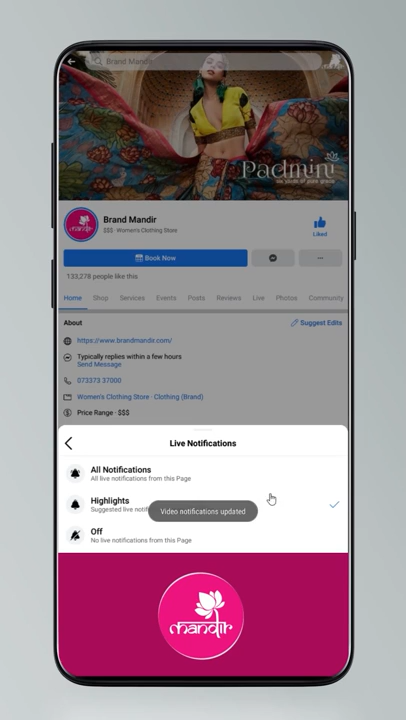 Brand Mandir
Padmini
Brand Mandir
$$$ · Women's Clothing Store
Liked
Book Now
133,278 people like this
Home Shop Services Events Posts Reviews Live Photos Community
About
Suggest Edits
https://www.brandmandir.com/
Typically replies within a few hours
Send Message
073373 37000
Women's Clothing Store · Clothing (Brand)
Price Range · $$$
Live Notifications
All Notifications
All live notifications from this Page
Highlights
Suggested live notif
Video notifications updated
Off
No live notifications from this Page
mandir